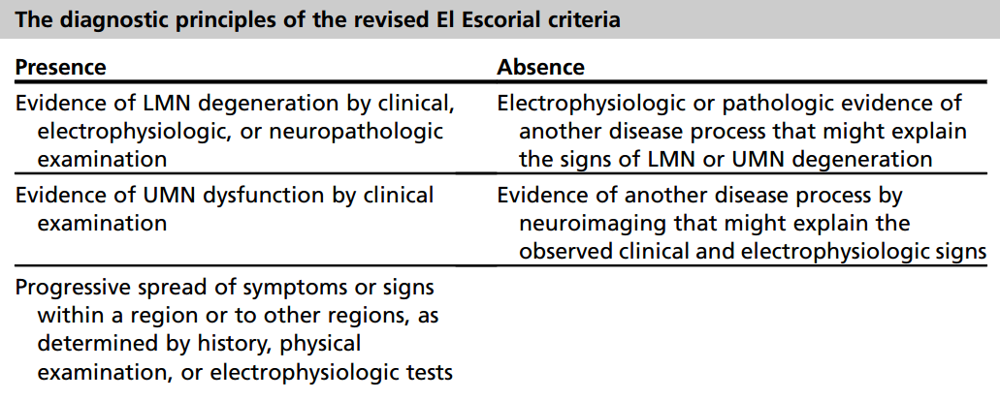 The diagnostic principles of the revised El Escorial criteria
Presence
Absence
Evidence of LMN degeneration by clinical,
electrophysiologic, or neuropathologic
examination
Electrophysiologic or pathologic evidence of
another disease process that might explain
the signs of LMN or UMN degeneration
Evidence of UMN dysfunction by clinical
examination
Evidence of another disease process by
neuroimaging that might explain the
observed clinical and electrophysiologic signs
Progressive spread of symptoms or signs
within a region or to other regions, as
determined by history, physical
examination, or electrophysiologic tests